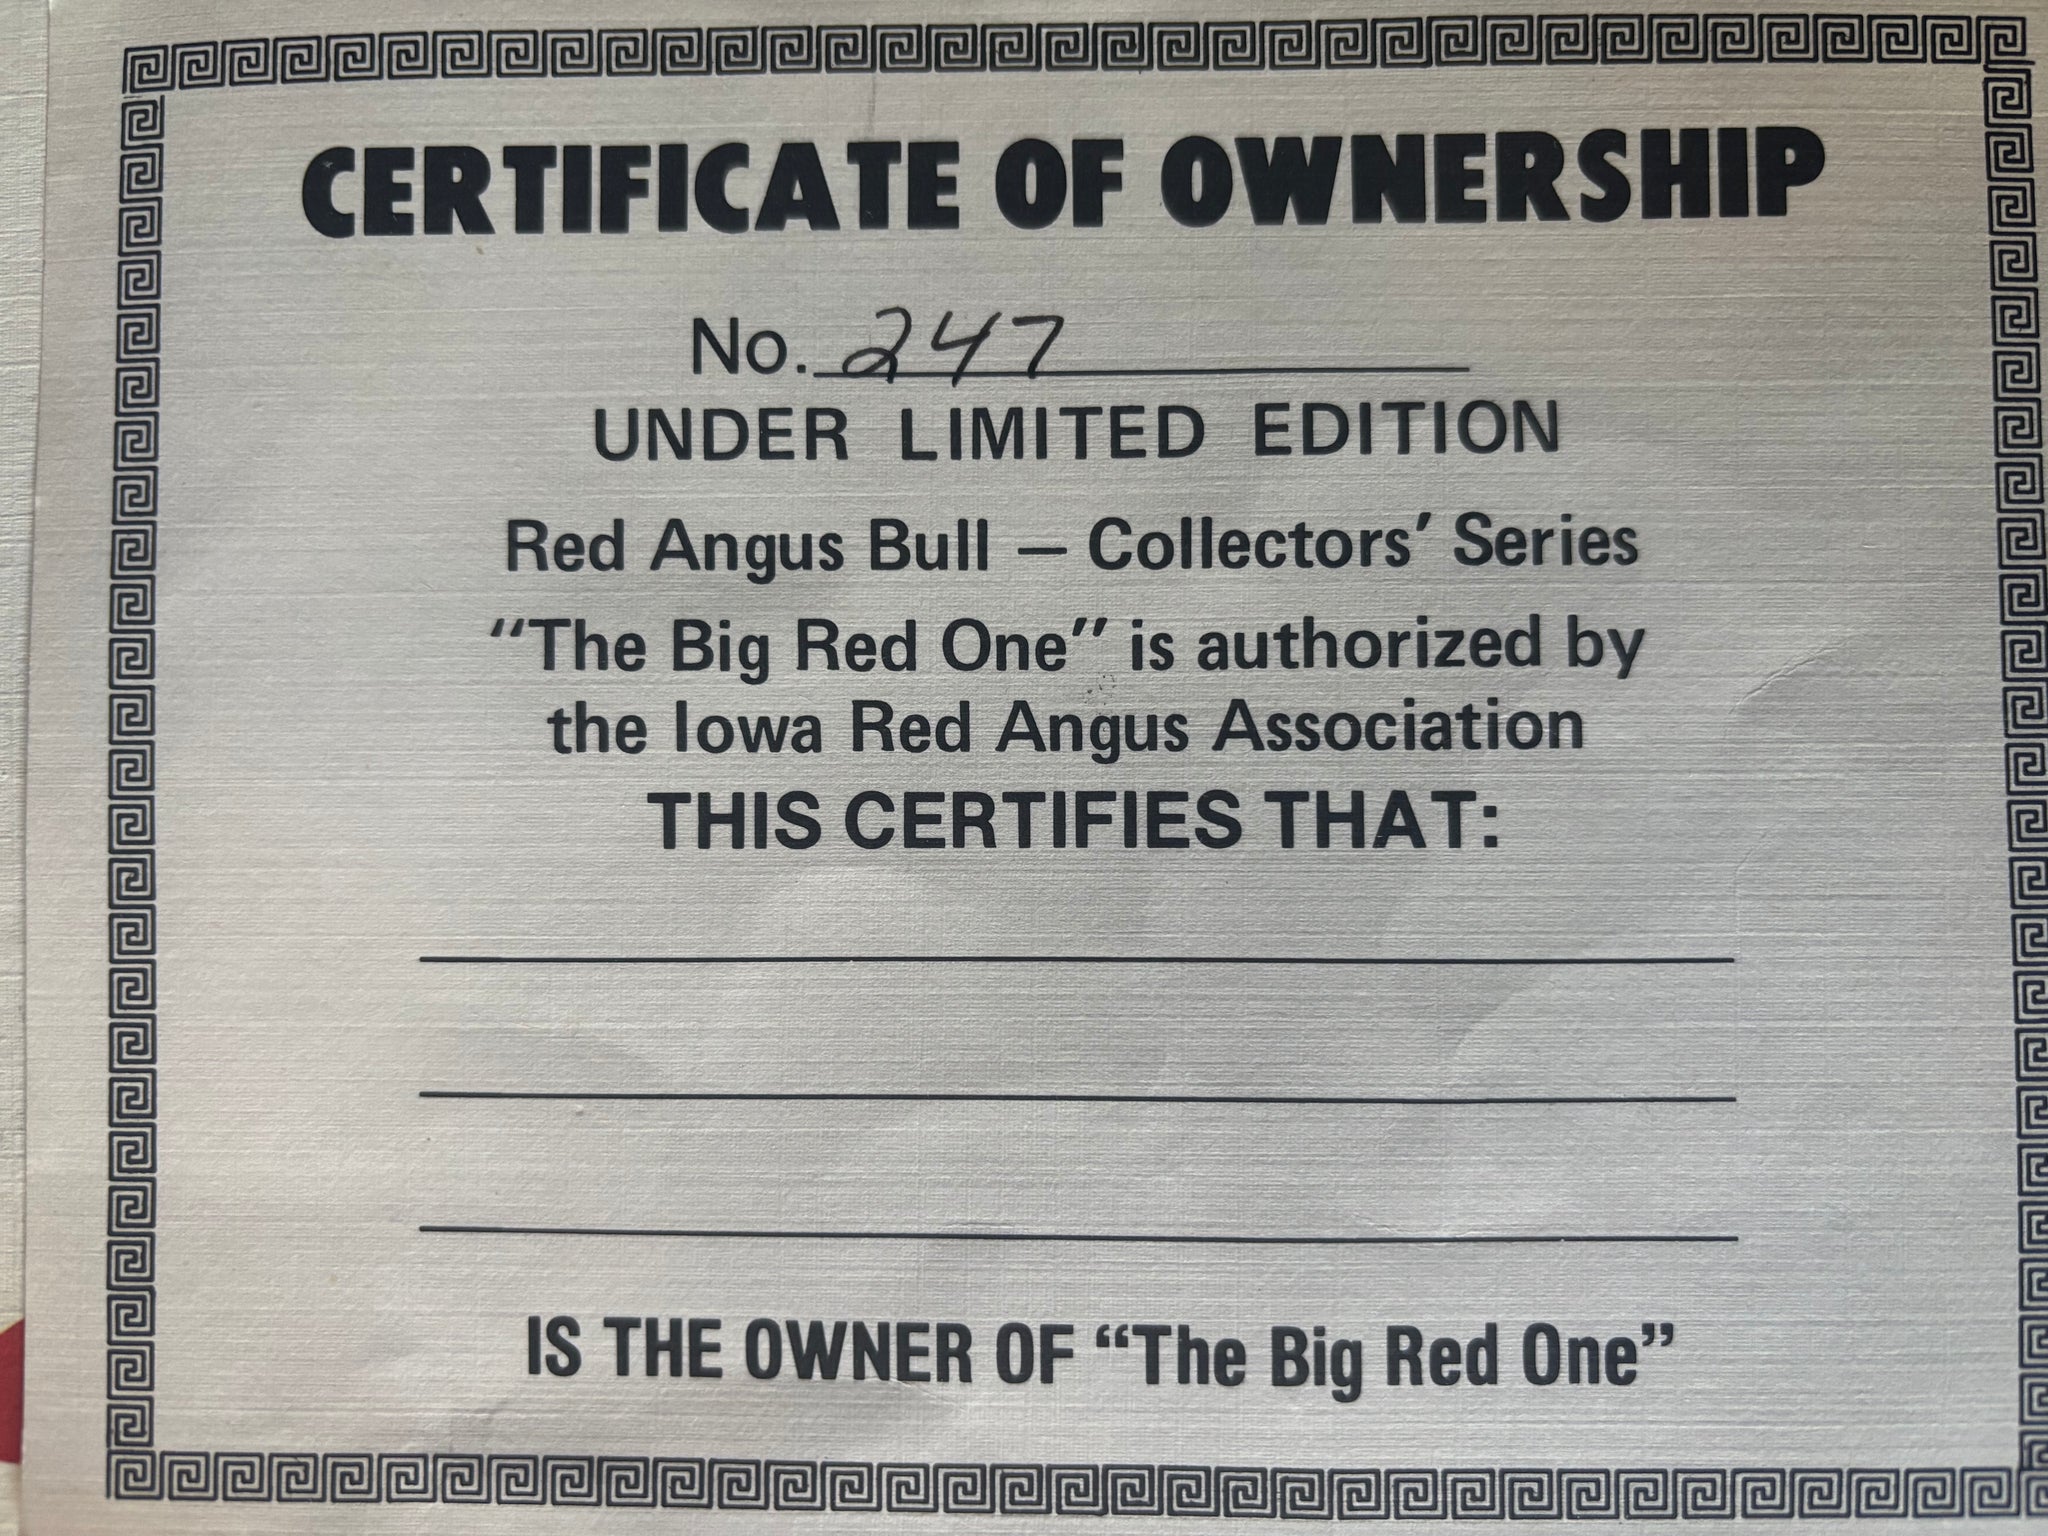 CERTIFICATE OF OWNERSHIP
No. 247
UNDER LIMITED EDITION
Red Angus Bull — Collectors' Series
"The Big Red One" is authorized by
the Iowa Red Angus Association
THIS CERTIFIES THAT:
IS THE OWNER OF “The Big Red One”